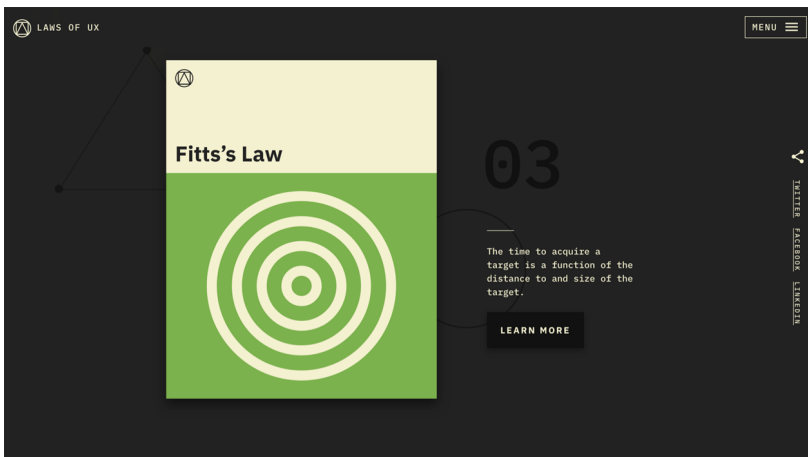 LAWS OF UX
MENU
Fitts’s Law
03
The time to acquire a
target is a function of the
distance to and size of the
target.
LEARN MORE
TWITTER
FACEBOOK
LINKEDIN